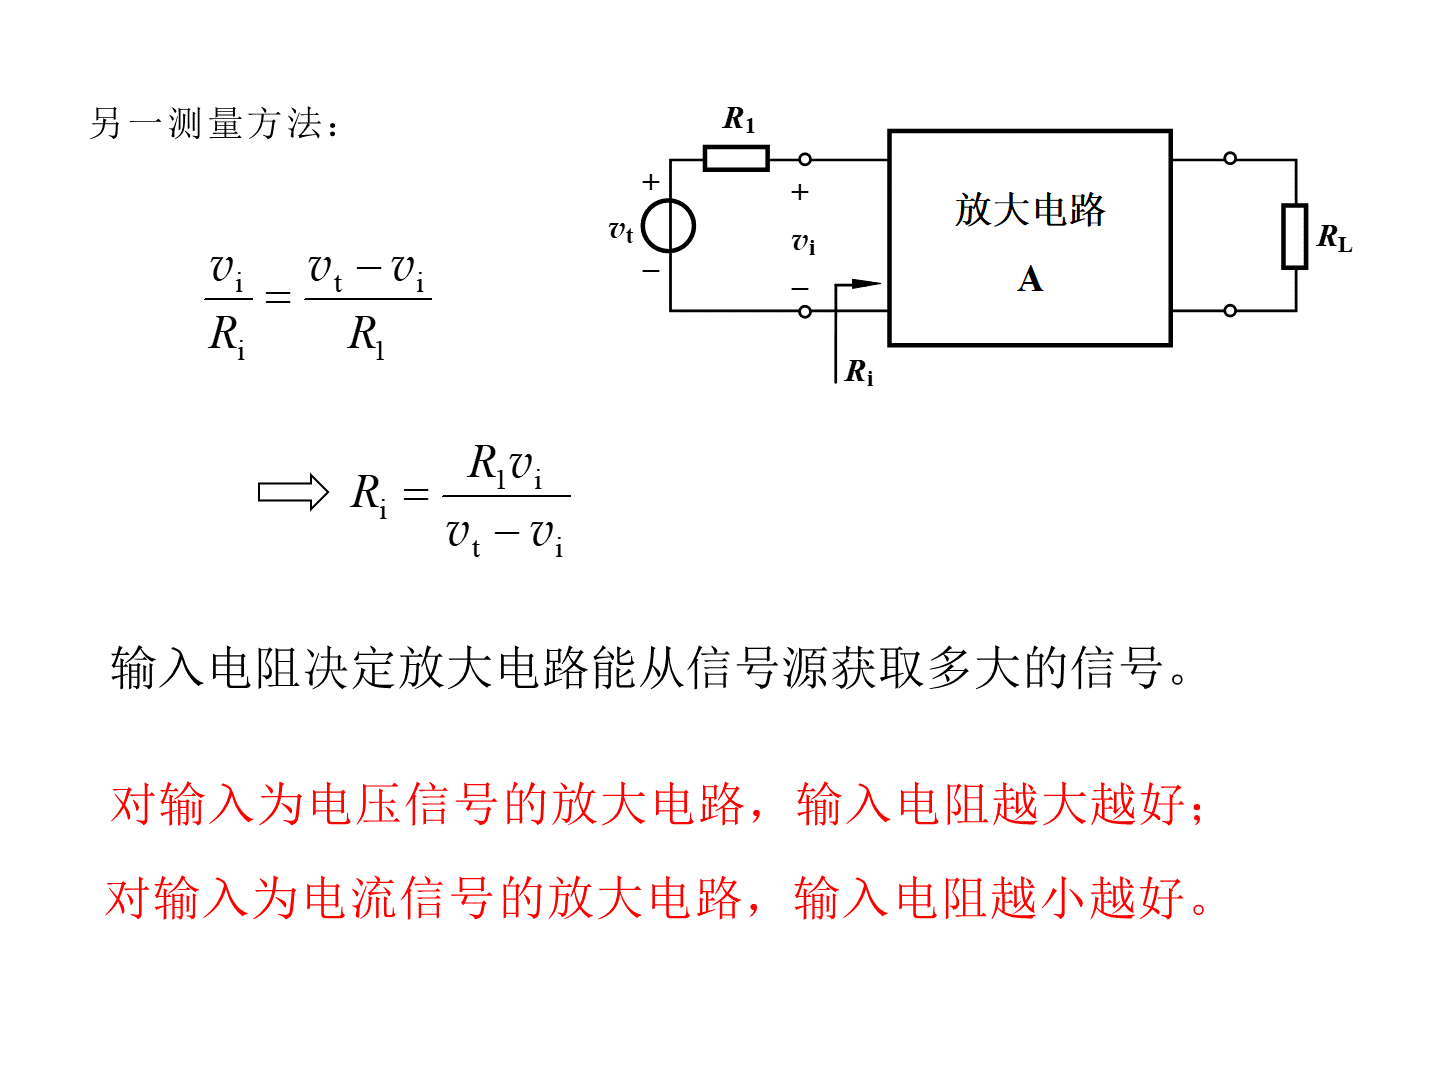 另一测量方法：
R1
+
vt
−
+
vi
−
Ri
放大电路
A
RL
vi/Ri = (vt − vi)/Rl
Ri = Rlvi/(vt − vi)
输入电阻决定放大电路能从信号源获取多大的信号。
对输入为电压信号的放大电路，输入电阻越大越好；
对输入为电流信号的放大电路，输入电阻越小越好。